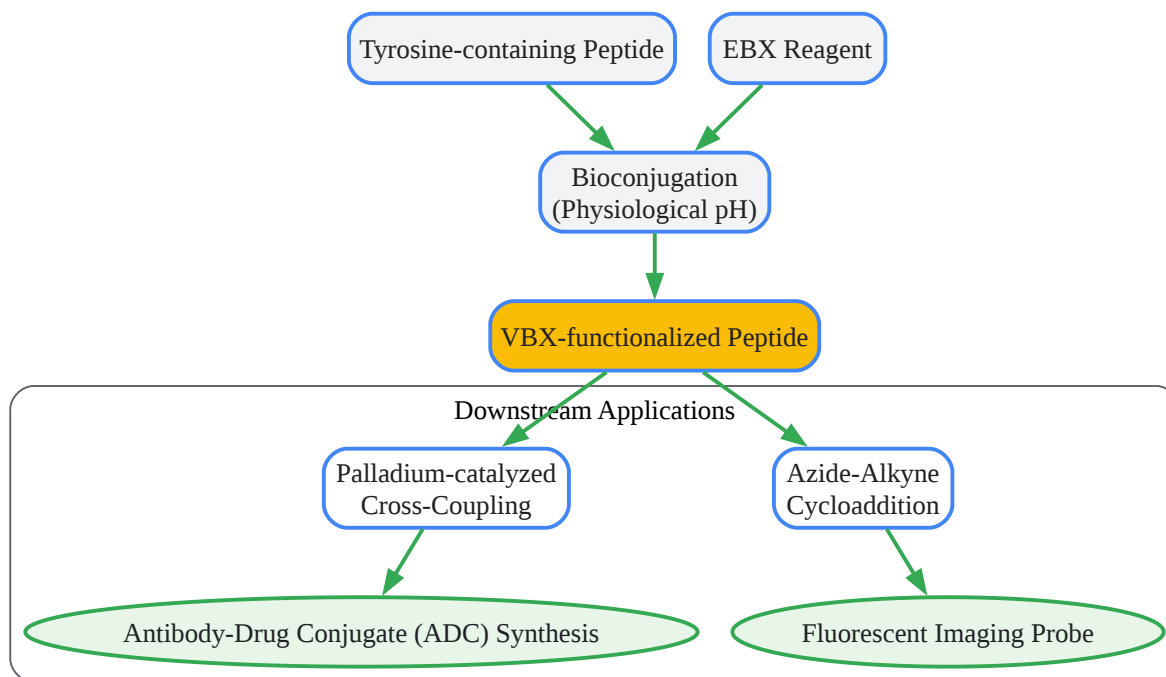 Tyrosine-containing Peptide
EBX Reagent
Bioconjugation
(Physiological pH)
VBX-functionalized Peptide
Downstream Applications
Palladium-catalyzed
Cross-Coupling
Azide-Alkyne
Cycloaddition
Antibody-Drug Conjugate (ADC) Synthesis
Fluorescent Imaging Probe